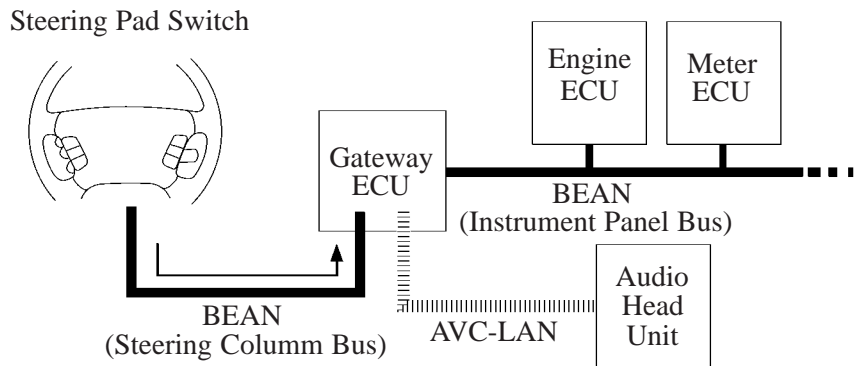 Steering Pad Switch
Engine
ECU
Meter
ECU
Gateway
ECU
BEAN
(Instrument Panel Bus)
BEAN
(Steering Columm Bus)
AVC-LAN
Audio
Head
Unit